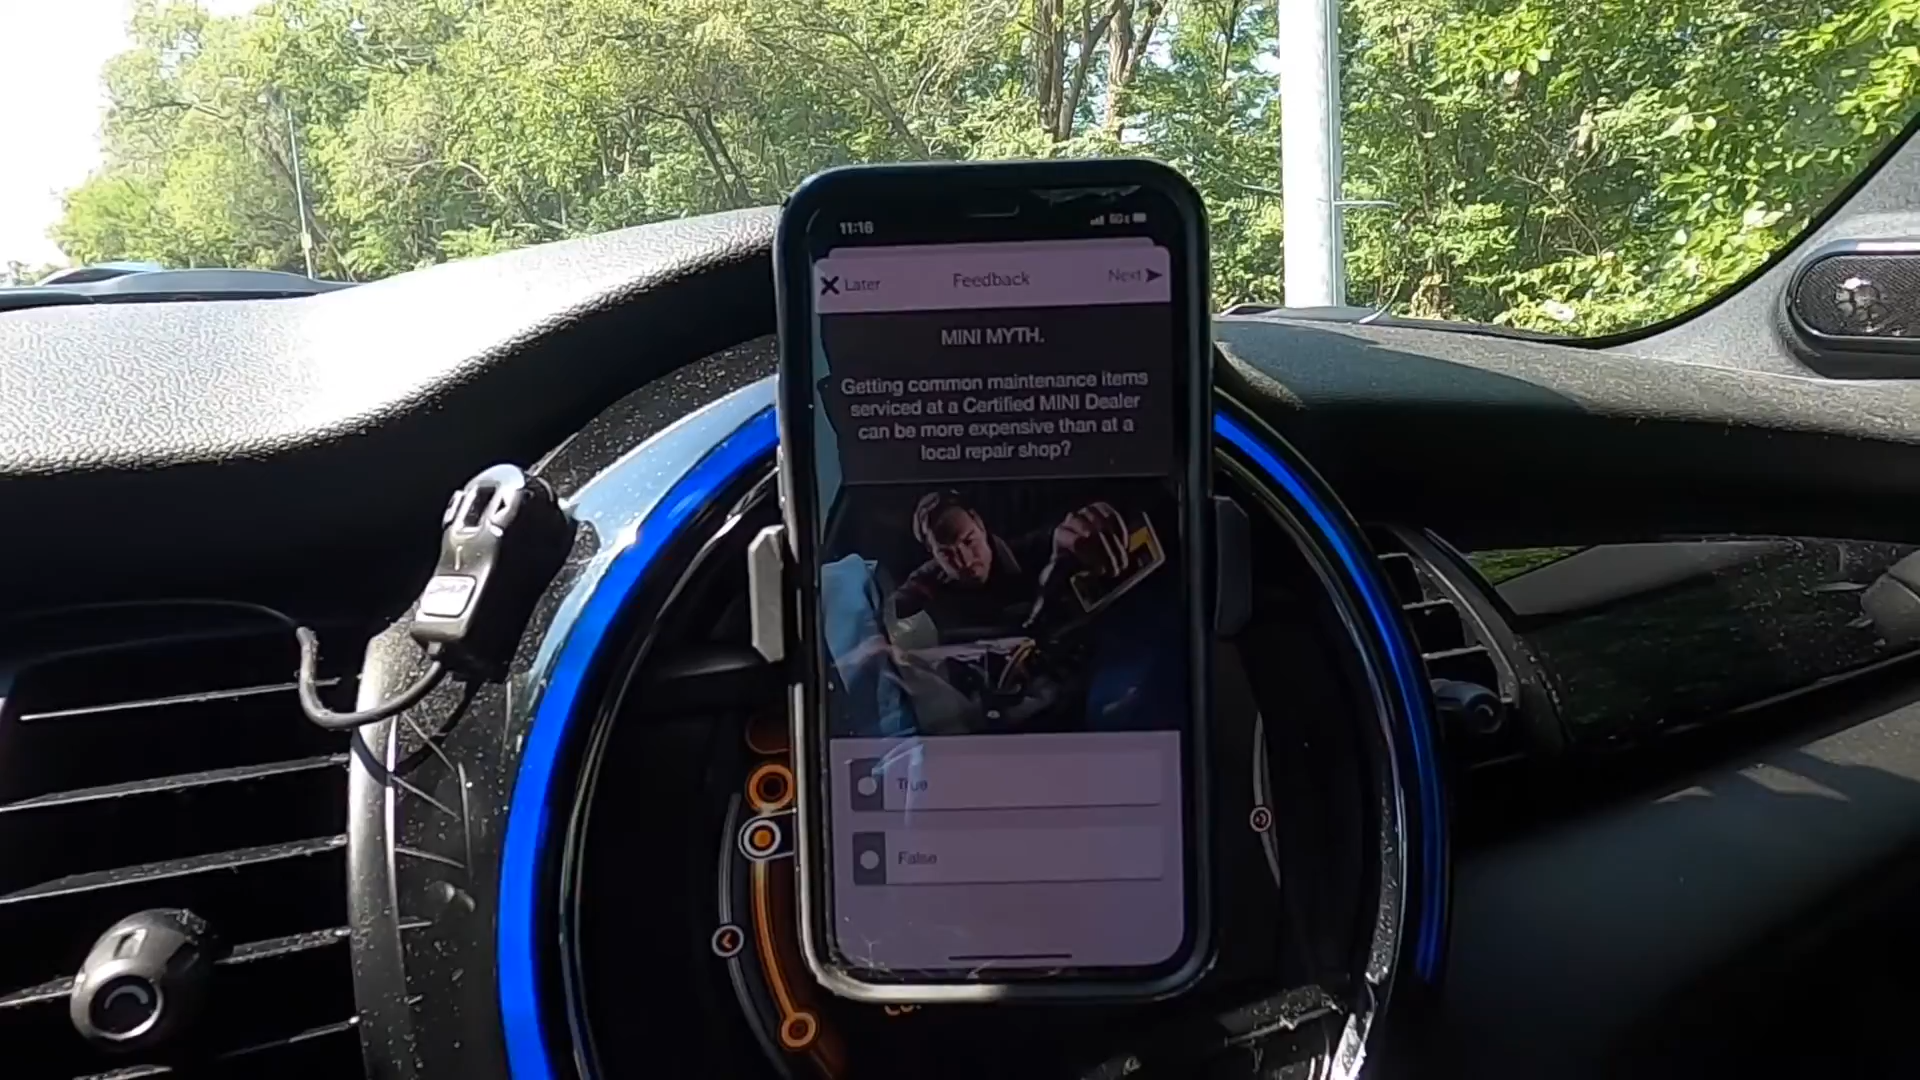 11:16
Later Feedback Next
MINI MYTH.
Getting common maintenance items
serviced at a Certified MINI Dealer
can be more expensive than at a
local repair shop?
True
False